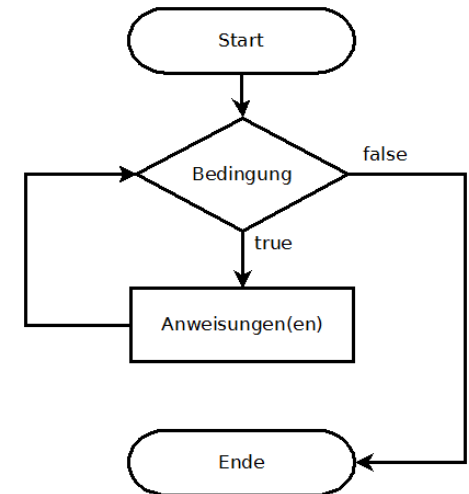 Start
false
Bedingung
true
Anweisungen(en)
Ende